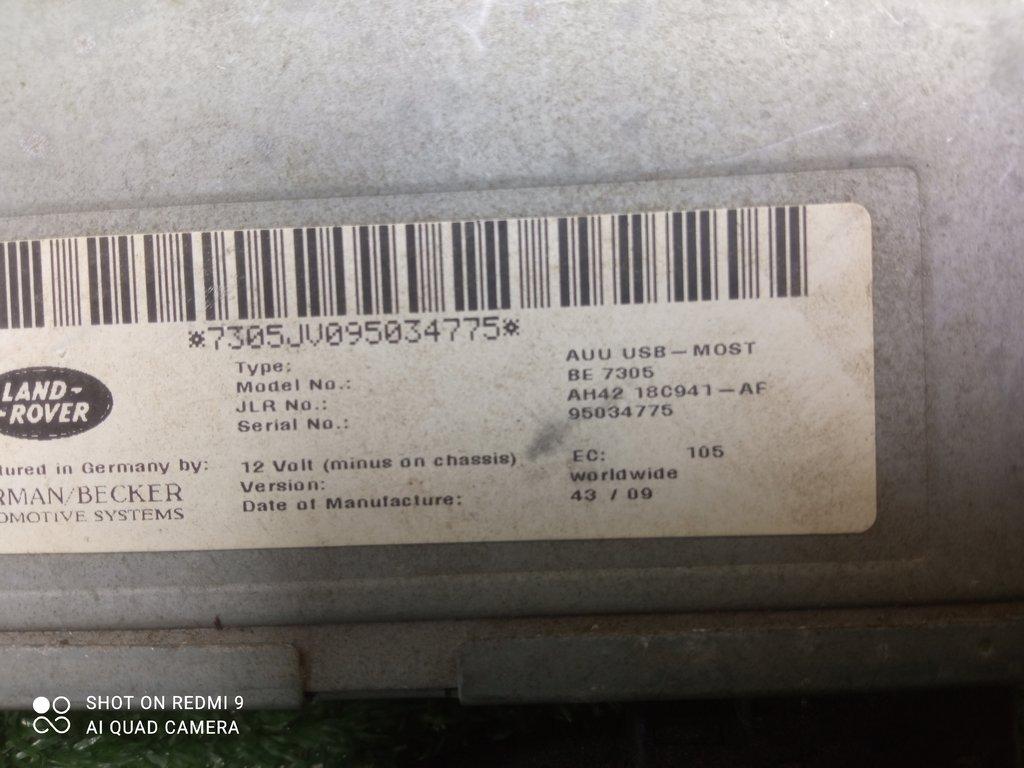 *7305JV095034775*
Type: AUU USB-MOST
Model No.: BE 7305
JLR No.: AH42 18C941-AF
Serial No.: 95034775
LAND-
-ROVER
tured in Germany by:
RMAN/BECKER
OMOTIVE SYSTEMS
12 Volt (minus on chassis) EC: 105
Version: worldwide
Date of Manufacture: 43 / 09
SHOT ON REDMI 9
AI QUAD CAMERA